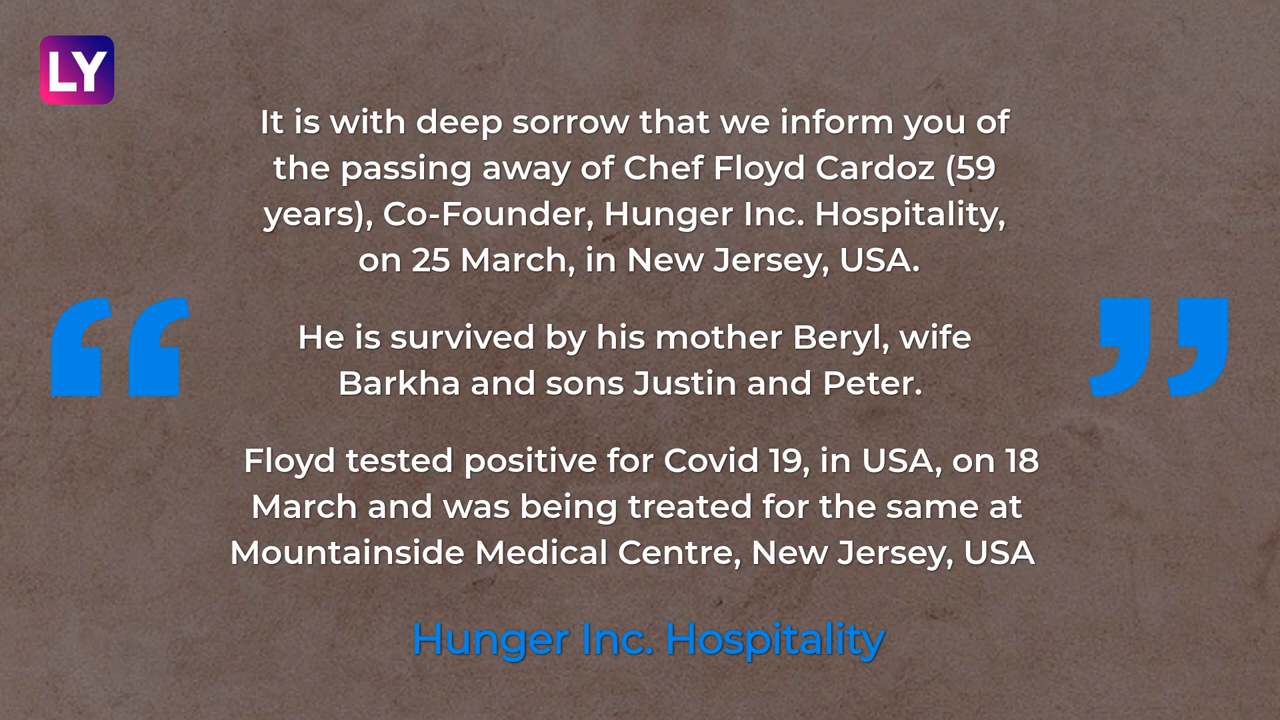 LY
It is with deep sorrow that we inform you of
the passing away of Chef Floyd Cardoz (59
years), Co-Founder, Hunger Inc. Hospitality,
on 25 March, in New Jersey, USA.
“
He is survived by his mother Beryl, wife
Barkha and sons Justin and Peter.
”
Floyd tested positive for Covid 19, in USA, on 18
March and was being treated for the same at
Mountainside Medical Centre, New Jersey, USA
Hunger Inc. Hospitality